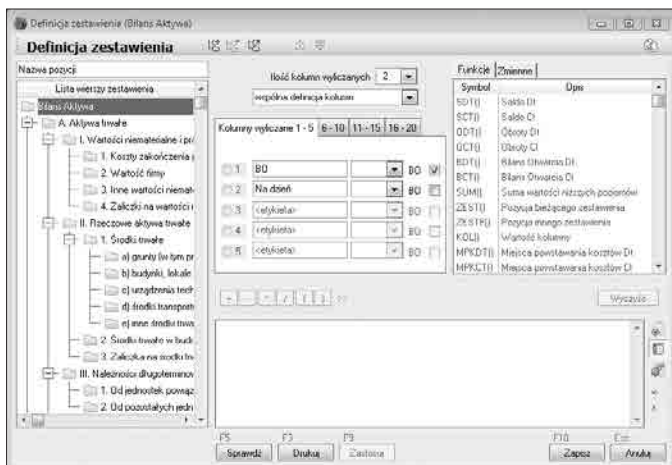 Definicja zestawienia (Bilans Aktywa)
Definicja zestawienia
Nazwa pozycji
Lista wierszy zestawienia
Bilans Aktywa
A. Aktywa trwałe
I. Wartości niematerialne i pra
1. Koszty zakończenia p
2. Wartość firmy
3. Inne wartości niemate
4. Zaliczki na wartości n
II. Rzeczowe aktywa trwałe
1. Środki trwałe
a) grunty (w tym pr
b) budynki, lokale
c) urządzenia tech
d) środki transport
e) inne środki trwa
2. Środki trwałe w budo
3. Zaliczka na środki trw
III. Należności długoterminow
1. Od jednostek powiąz
2. Od pozostałych jedn
Ilość kolumn wyliczanych 2
wspólna definicja kolumn
Kolumny wyliczane 1 - 5 6 - 10 11 - 15 16 - 20
1 BO BO
2 Na dzień BO
3 <etykieta> BO
4 <etykieta> BO
5 <etykieta> BO
Funkcje Zmienne
Symbol Opis
SDT() Saldo Dt
SCT() Saldo Ct
ODT() Obroty Dt
OCT() Obroty Ct
BDT() Bilans Otwarcia Dt
BCT() Bilans Otwarcia Ct
SUM() Suma wartości niższych poziomów
ZEST() Pozycja bieżącego zestawienia
ZESTP() Pozycja innego zestawienia
KOL() Wartość kolumny
MPKDT() Miejsca powstawania kosztów Dt
MPKCT() Miejsca powstawania kosztów Ct
+ - * / ( )
Wyczyść
F5 F3 F9 F10 Esc
Sprawdź Drukuj Zastosuj Zapisz Anuluj